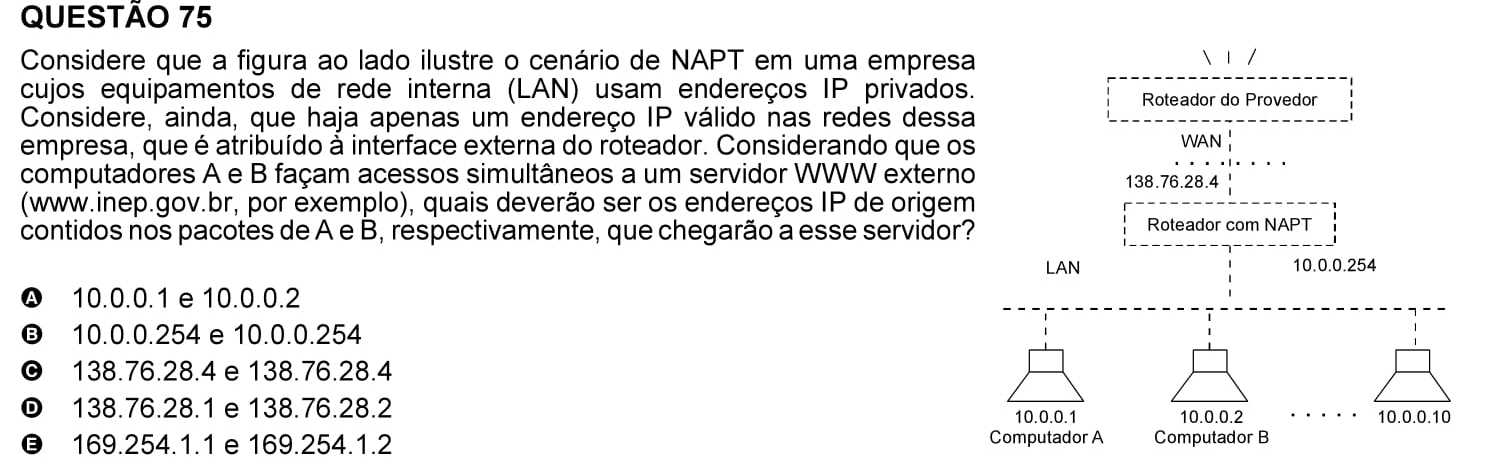 QUESTÃO 75
Considere que a figura ao lado ilustre o cenário de NAPT em uma empresa
cujos equipamentos de rede interna (LAN) usam endereços IP privados.
Considere, ainda, que haja apenas um endereço IP válido nas redes dessa
empresa, que é atribuído à interface externa do roteador. Considerando que os
computadores A e B façam acessos simultâneos a um servidor WWW externo
(www.inep.gov.br, por exemplo), quais deverão ser os endereços IP de origem
contidos nos pacotes de A e B, respectivamente, que chegarão a esse servidor?
A 10.0.0.1 e 10.0.0.2
B 10.0.0.254 e 10.0.0.254
C 138.76.28.4 e 138.76.28.4
D 138.76.28.1 e 138.76.28.2
E 169.254.1.1 e 169.254.1.2
Roteador do Provedor
WAN
138.76.28.4
Roteador com NAPT
LAN
10.0.0.254
10.0.0.1
Computador A
10.0.0.2
Computador B
10.0.0.10